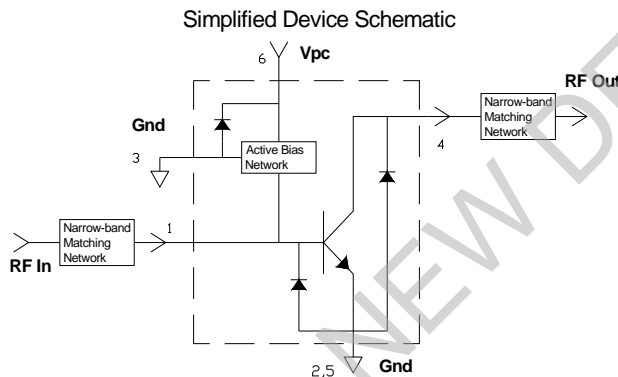 Simplified Device Schematic
6
Vpc
RF Out
Narrow-band
Matching
Network
4
Gnd
3
Active Bias
Network
1
Narrow-band
Matching
Network
RF In
2,5
Gnd
NEW DE